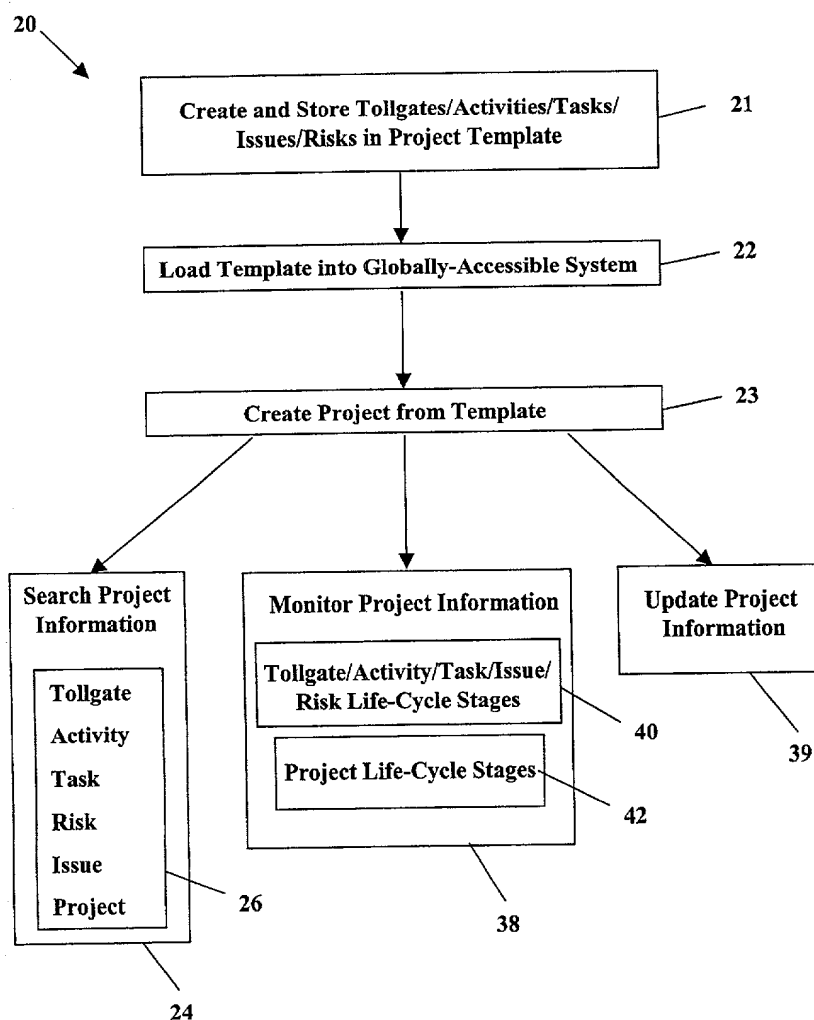 20
Create and Store Tollgates/Activities/Tasks/
Issues/Risks in Project Template
21
Load Template into Globally-Accessible System
22
Create Project from Template
23
Search Project
Information
Tollgate
Activity
Task
Risk
Issue
Project
26
24
Monitor Project Information
Tollgate/Activity/Task/Issue/
Risk Life-Cycle Stages
40
Project Life-Cycle Stages
42
38
Update Project
Information
39